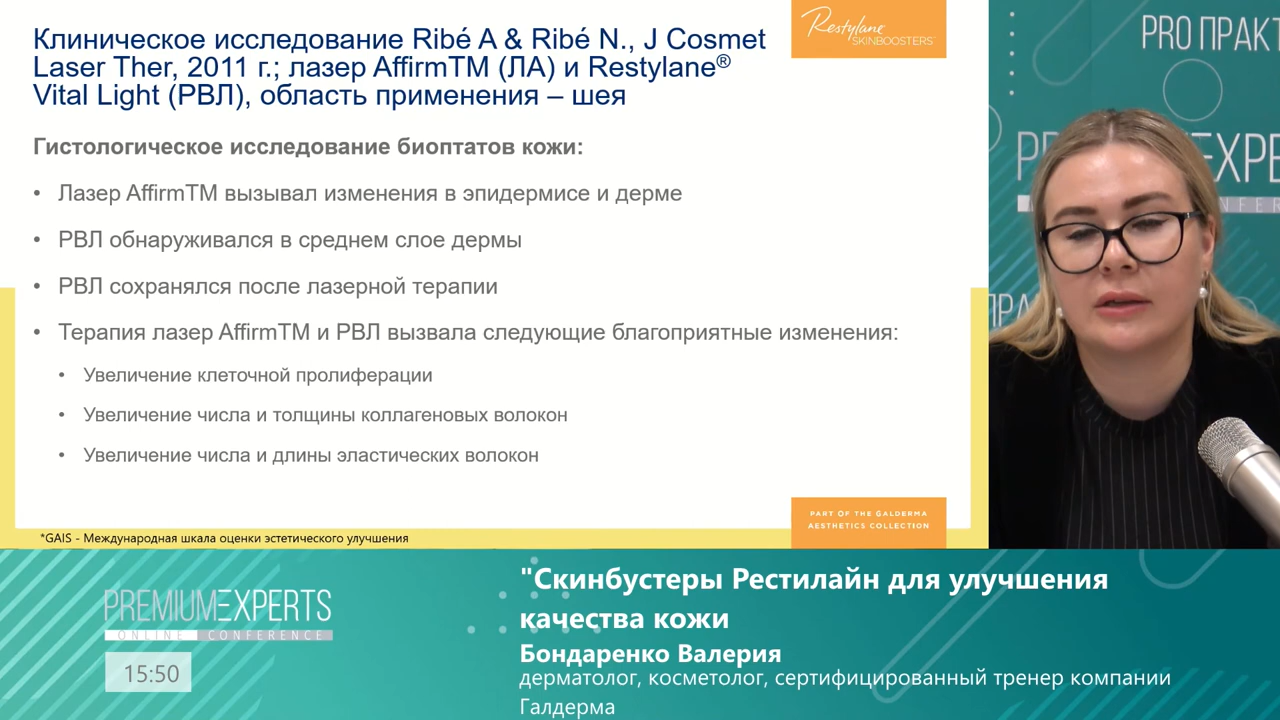 Клиническое исследование Ribé A & Ribé N., J Cosmet
Laser Ther, 2011 г.; лазер AffirmTM (ЛА) и Restylane®
Vital Light (РВЛ), область применения – шея
Restylane
SKINBOOSTERS™
Гистологическое исследование биоптатов кожи:
• Лазер AffirmTM вызывал изменения в эпидермисе и дерме
• РВЛ обнаруживался в среднем слое дермы
• РВЛ сохранялся после лазерной терапии
• Терапия лазер AffirmTM и РВЛ вызвала следующие благоприятные изменения:
• Увеличение клеточной пролиферации
• Увеличение числа и толщины коллагеновых волокон
• Увеличение числа и длины эластических волокон
PART OF THE GALDERMA
AESTHETICS COLLECTION
*GAIS - Международная шкала оценки эстетического улучшения
PRO ПРАКТ
PREMIUMEXPERTS
ONLINE CONFERENCE
15:50
"Скинбустеры Рестилайн для улучшения
качества кожи
Бондаренко Валерия
дерматолог, косметолог, сертифицированный тренер компании
Галдерма